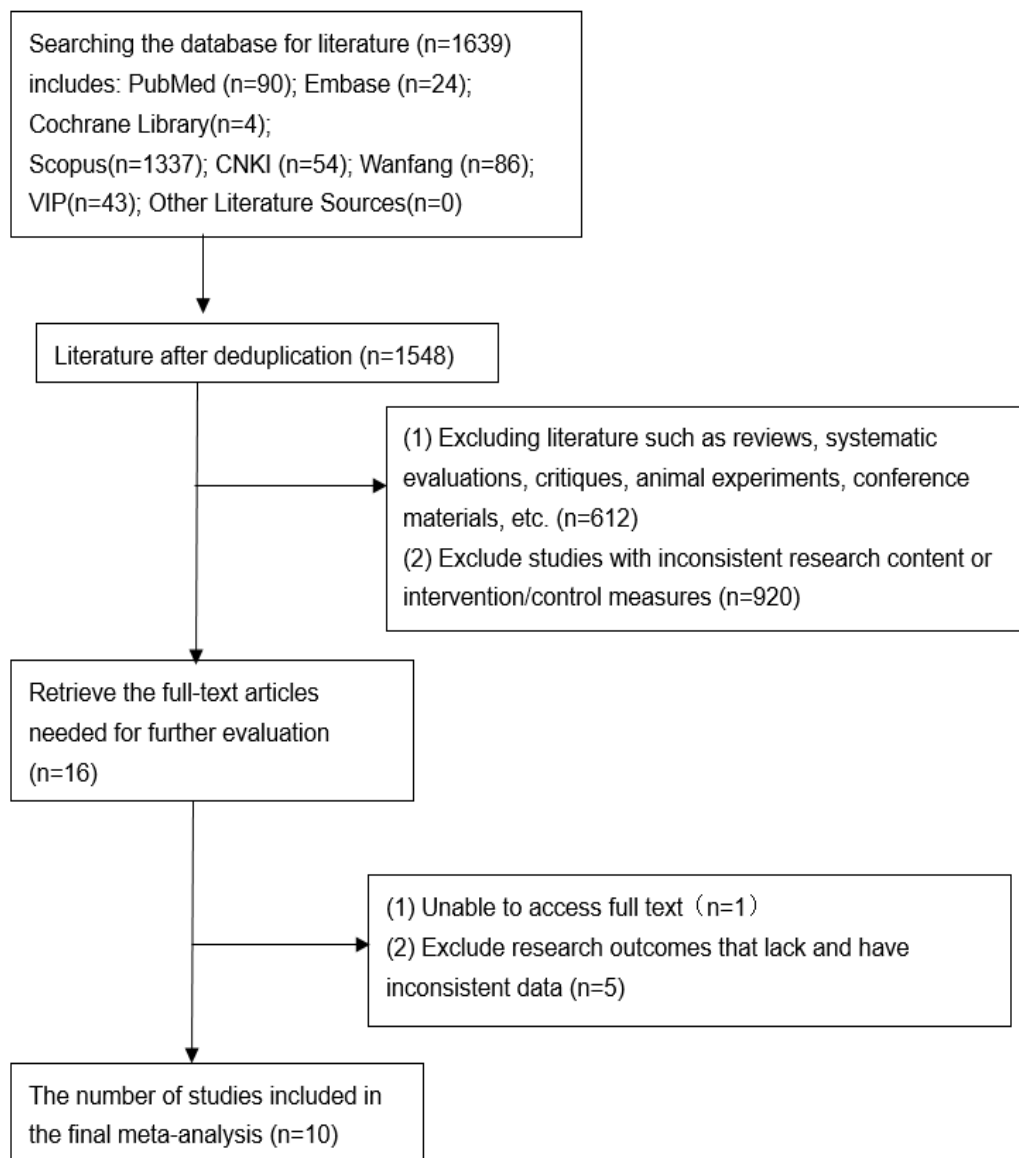 Searching the database for literature (n=1639)
includes: PubMed (n=90); Embase (n=24);
Cochrane Library(n=4);
Scopus(n=1337); CNKI (n=54); Wanfang (n=86);
VIP(n=43); Other Literature Sources(n=0)
Literature after deduplication (n=1548)
(1) Excluding literature such as reviews, systematic
evaluations, critiques, animal experiments, conference
materials, etc. (n=612)
(2) Exclude studies with inconsistent research content or
intervention/control measures (n=920)
Retrieve the full-text articles
needed for further evaluation
(n=16)
(1) Unable to access full text（n=1）
(2) Exclude research outcomes that lack and have
inconsistent data (n=5)
The number of studies included in
the final meta-analysis (n=10)